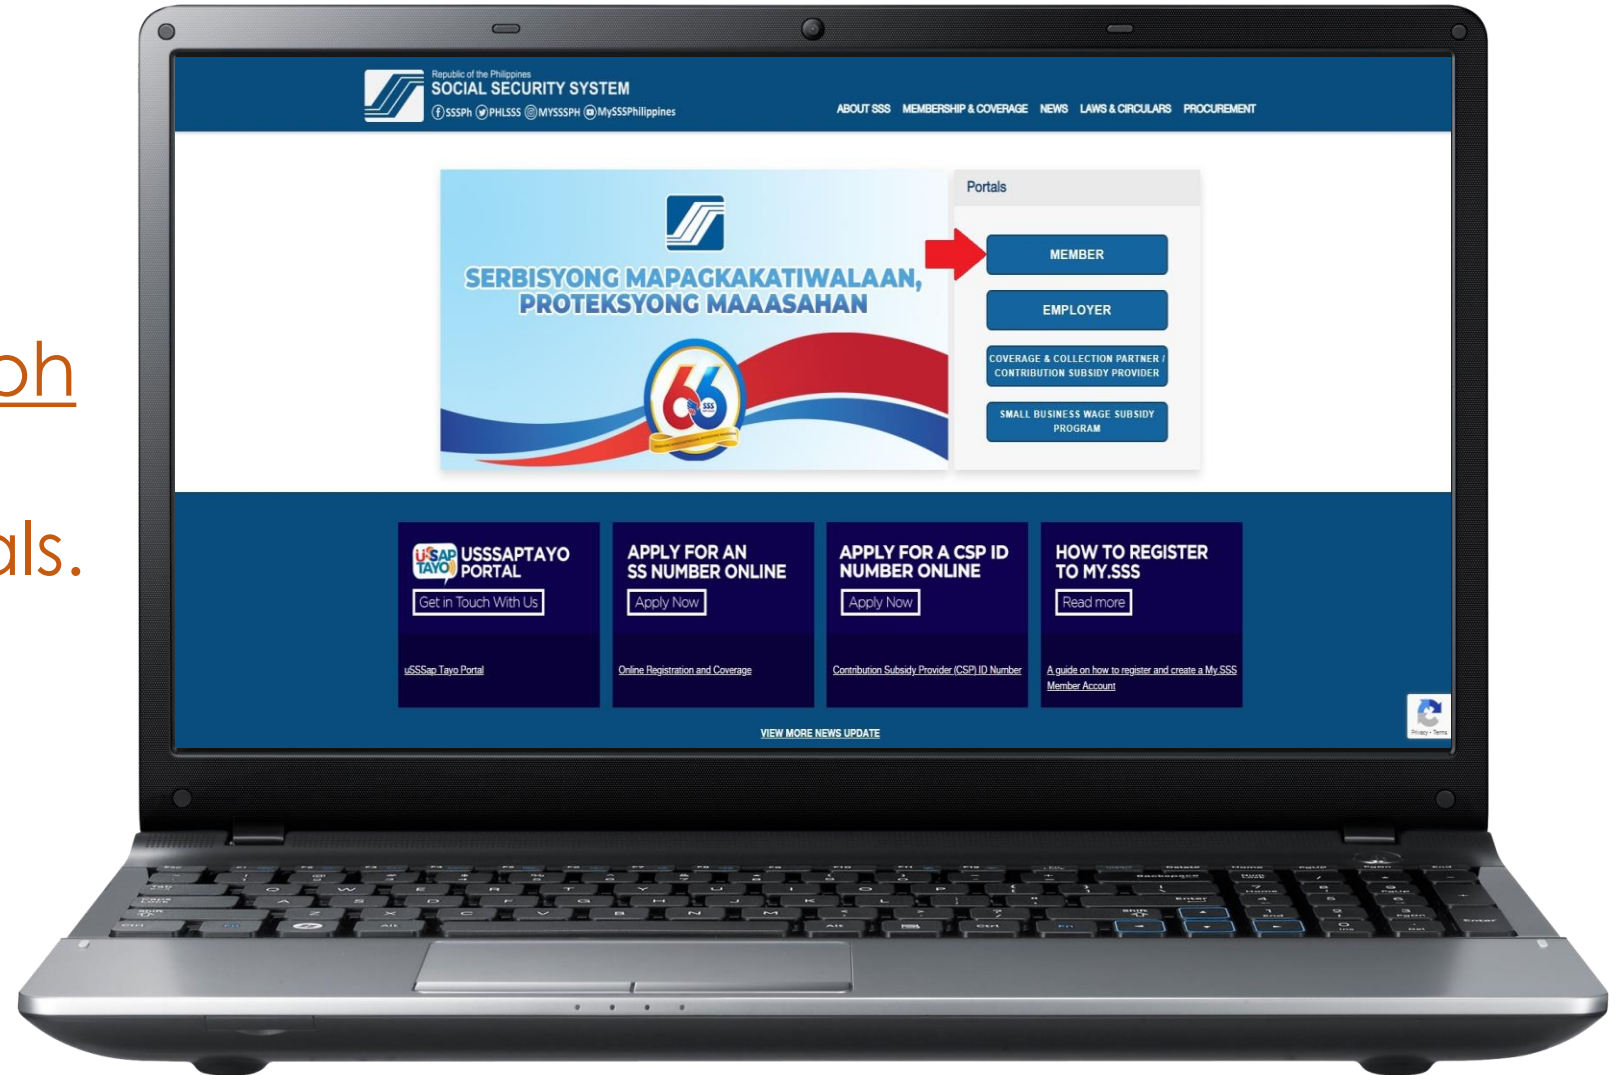 ph
als.
Republic of the Philippines
SOCIAL SECURITY SYSTEM
SSSPh PHLSSS MYSSSPH MySSSPhilippines
ABOUT SSS MEMBERSHIP & COVERAGE NEWS LAWS & CIRCULARS PROCUREMENT
SERBISYONG MAPAGKAKATIWALAAN,
PROTEKSYONG MAAASAHAN
66
SSS
Portals
MEMBER
EMPLOYER
COVERAGE & COLLECTION PARTNER /
CONTRIBUTION SUBSIDY PROVIDER
SMALL BUSINESS WAGE SUBSIDY
PROGRAM
USSAP
TAYO
USSSAPTAYO
PORTAL
Get in Touch With Us
uSSSap Tayo Portal
APPLY FOR AN
SS NUMBER ONLINE
Apply Now
Online Registration and Coverage
APPLY FOR A CSP ID
NUMBER ONLINE
Apply Now
Contribution Subsidy Provider (CSP) ID Number
HOW TO REGISTER
TO MY.SSS
Read more
A guide on how to register and create a My.SSS
Member Account
VIEW MORE NEWS UPDATE
Privacy - Terms